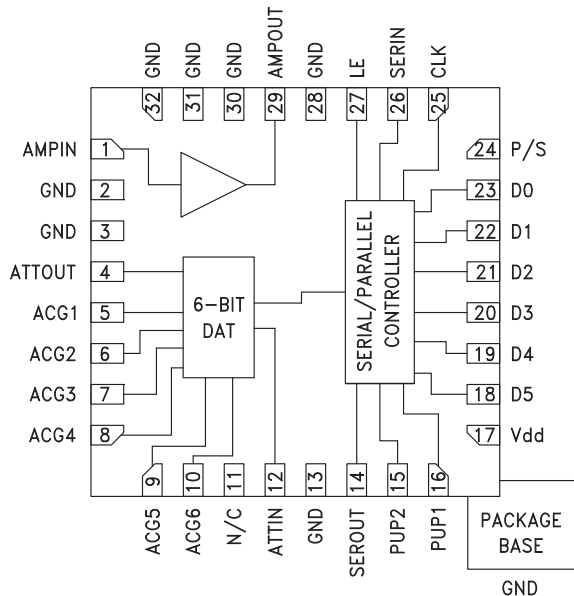 GND
GND
GND
AMPOUT
GND
LE
SERIN
CLK
32
31
30
29
28
27
26
25
AMPIN 1
GND 2
GND 3
ATTOUT 4
ACG1 5
ACG2 6
ACG3 7
ACG4 8
6-BIT
DAT
SERIAL/PARALLEL
CONTROLLER
24 P/S
23 D0
22 D1
21 D2
20 D3
19 D4
18 D5
17 Vdd
9
10
11
12
13
14
15
16
ACG5
ACG6
N/C
ATTIN
GND
SEROUT
PUP2
PUP1
PACKAGE
BASE
GND